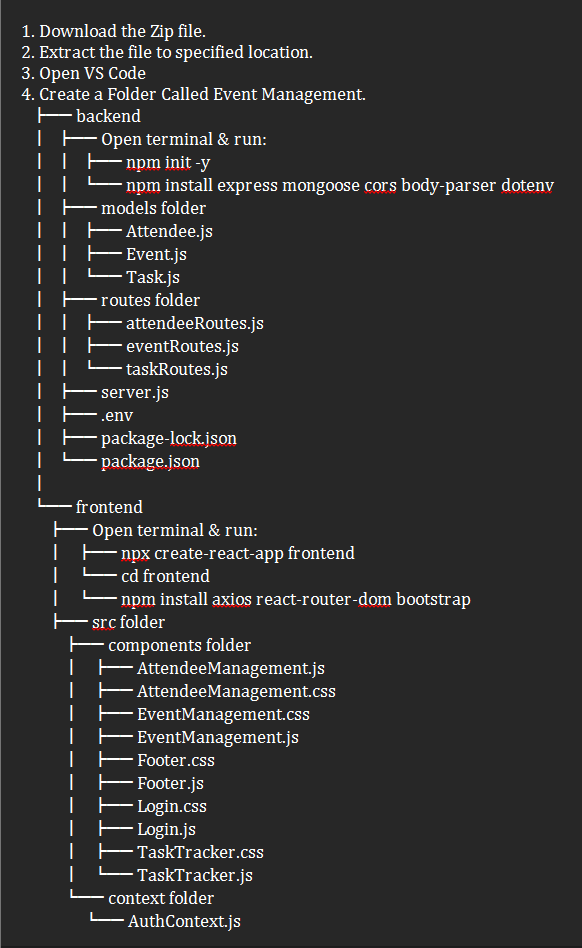 1. Download the Zip file.
2. Extract the file to specified location.
3. Open VS Code
4. Create a Folder Called Event Management.
├── backend
│ ├── Open terminal & run:
│ │ ├── npm init -y
│ │ └── npm install express mongoose cors body-parser dotenv
│ ├── models folder
│ │ ├── Attendee.js
│ │ ├── Event.js
│ │ └── Task.js
│ ├── routes folder
│ │ ├── attendeeRoutes.js
│ │ ├── eventRoutes.js
│ │ └── taskRoutes.js
│ ├── server.js
│ ├── .env
│ ├── package-lock.json
│ └── package.json
│
└── frontend
├── Open terminal & run:
│ ├── npx create-react-app frontend
│ └── cd frontend
│ └── npm install axios react-router-dom bootstrap
├── src folder
├── components folder
│ ├── AttendeeManagement.js
│ ├── AttendeeManagement.css
│ ├── EventManagement.css
│ ├── EventManagement.js
│ ├── Footer.css
│ ├── Footer.js
│ ├── Login.css
│ ├── Login.js
│ ├── TaskTracker.css
│ └── TaskTracker.js
└── context folder
└── AuthContext.js